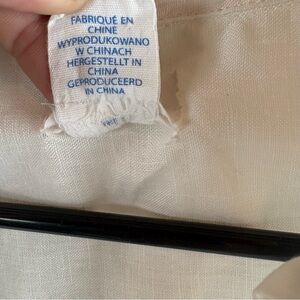 FABRIQUÉ EN
CHINE
WYPRODUKOWANO
W CHINACH
HERGESTELLT IN
CHINA
GEPRODUCEERD
IN CHINA